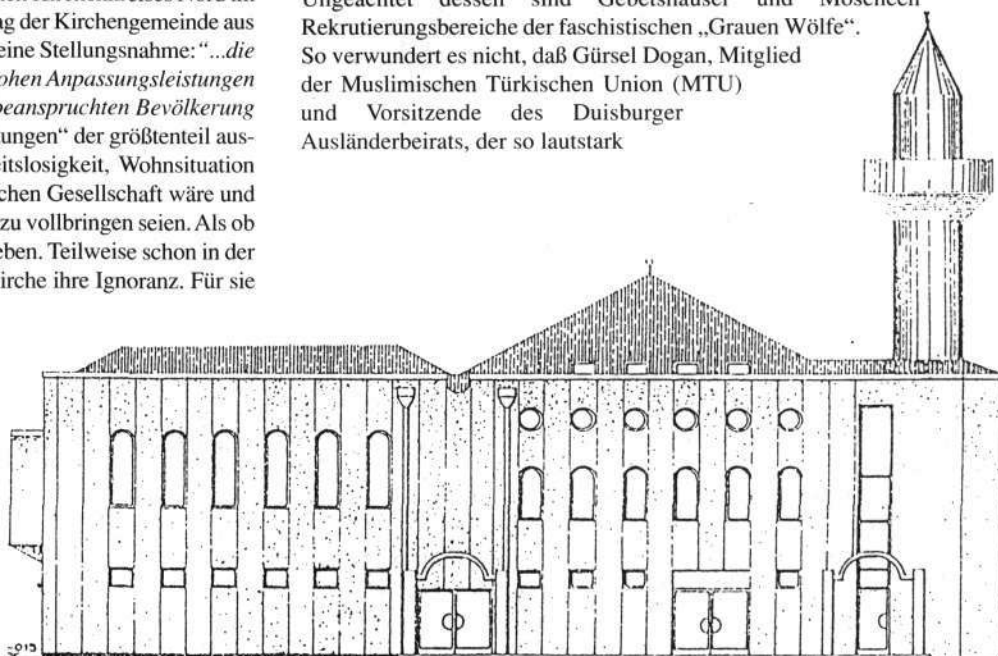 ag der Kirchengemeinde aus
eine Stellungsnahme: “...die
ohen Anpassungsleistungen
beanspruchten Bevölkerung
ungen“ der größtenteil aus-
eitslosigkeit, Wohnsituation
chen Gesellschaft wäre und
zu vollbringen seien. Als ob
eben. Teilweise schon in der
irche ihre Ignoranz. Für sie
Ungeachtet dessen sind Gebetshäuser und Moscheen
Rekrutierungsbereiche der faschistischen „Grauen Wölfe“.
So verwundert es nicht, daß Gürsel Dogan, Mitglied
der Muslimischen Türkischen Union (MTU)
und Vorsitzende des Duisburger
Ausländerbeirats, der so lautstark